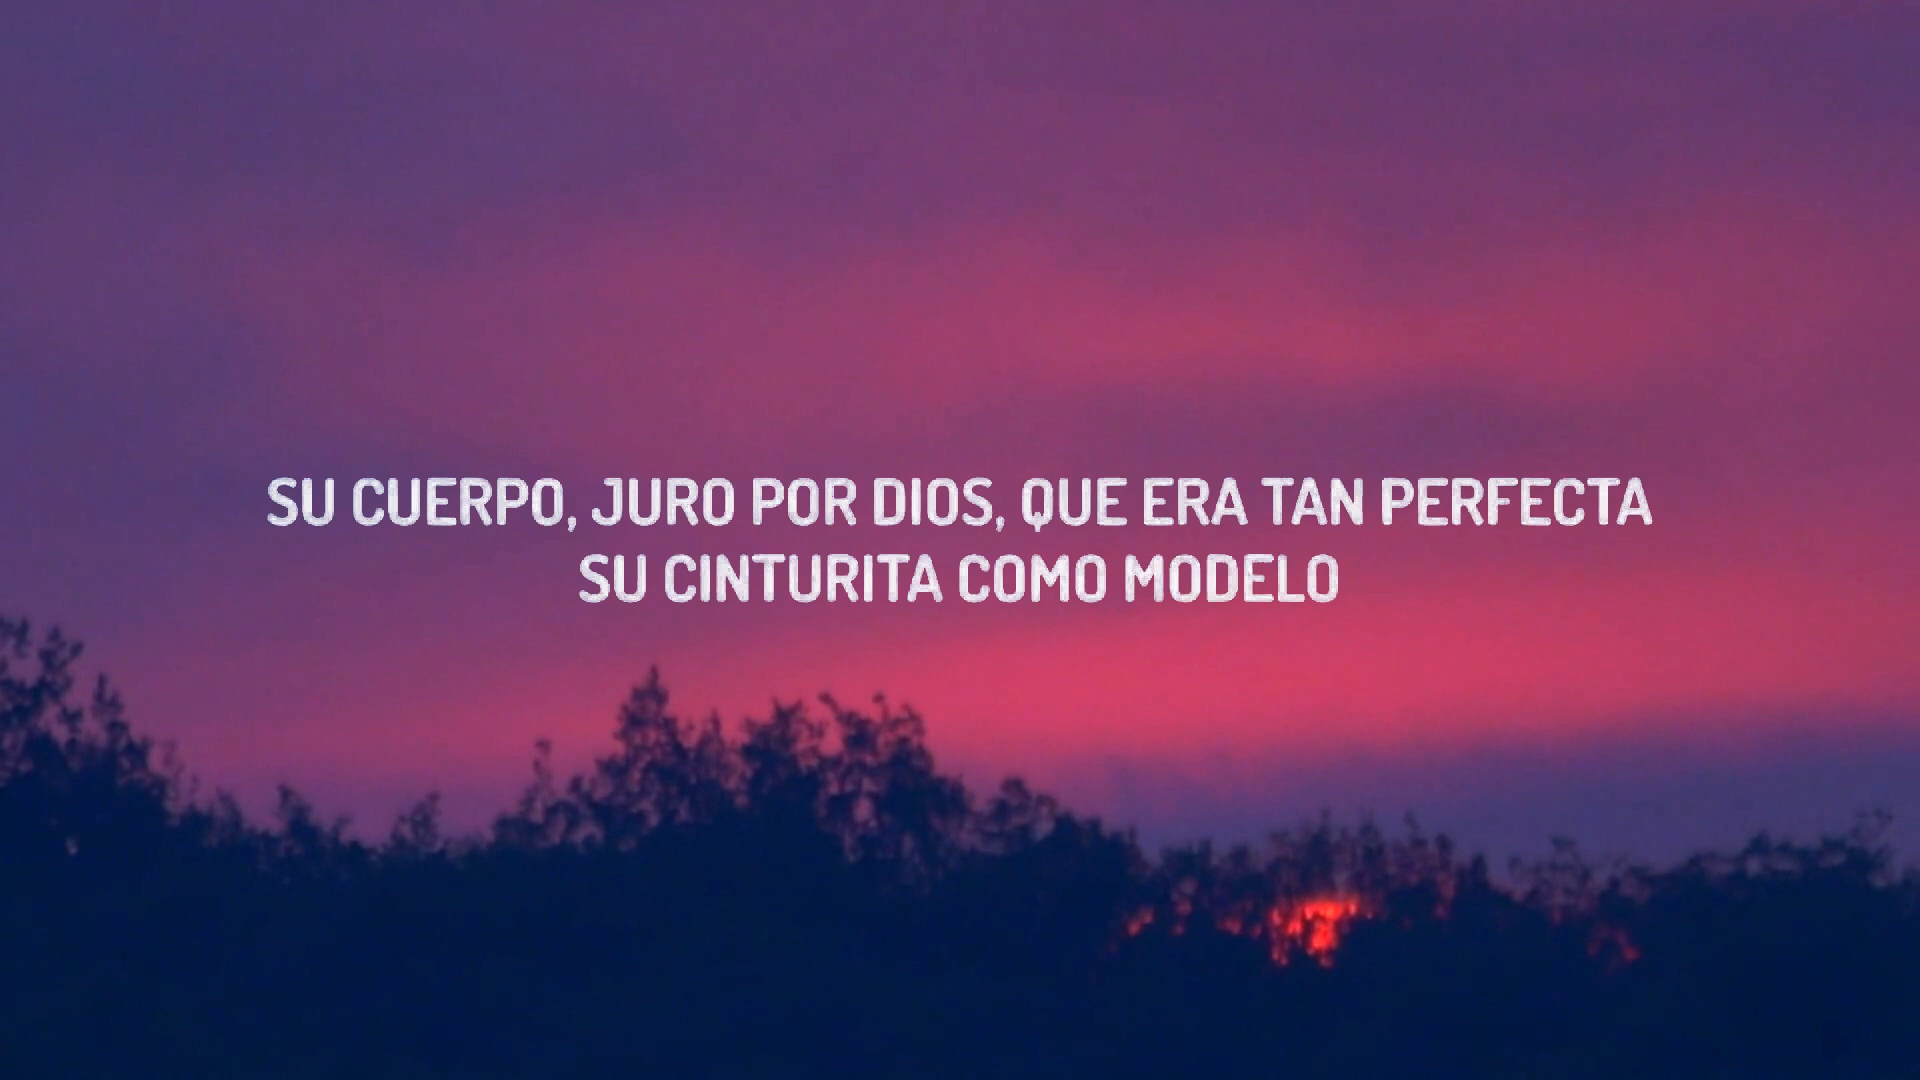 SU CUERPO, JURO POR DIOS, QUE ERA TAN PERFECTA
SU CINTURITA COMO MODELO